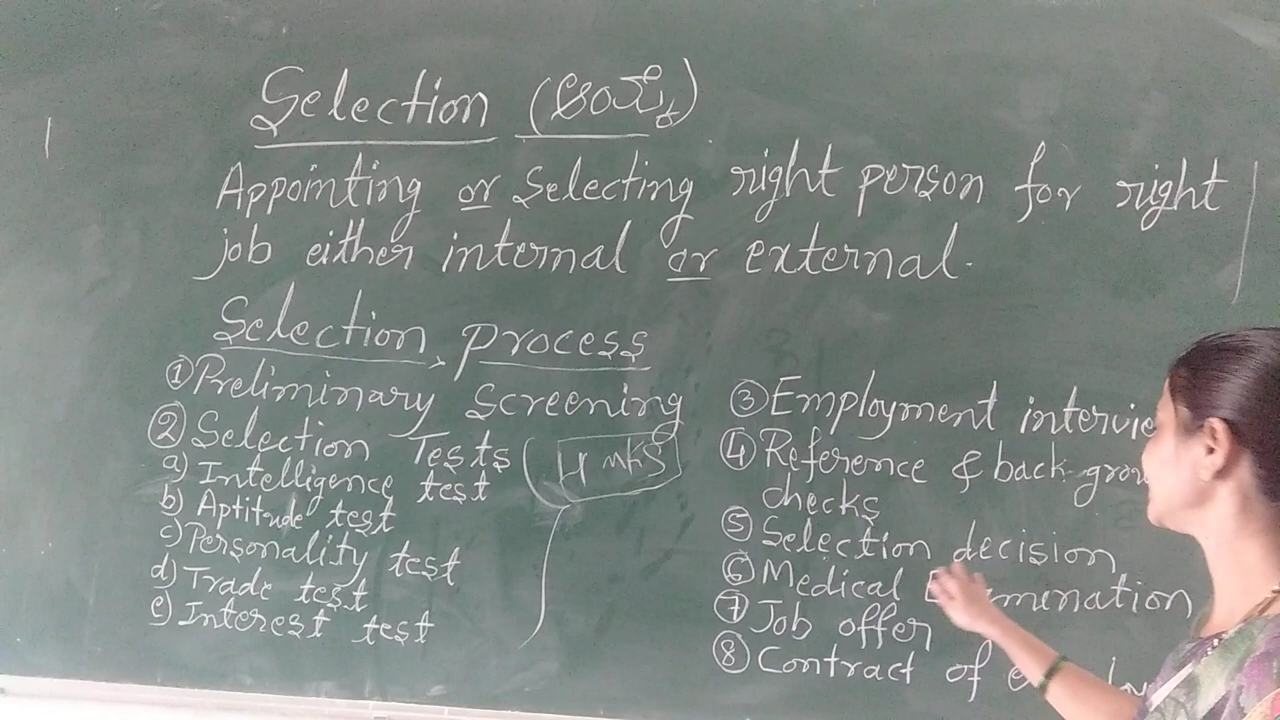 Selection (ಆಯ್ಕೆ)
Appointing or Selecting right person for right
job either internal or external.
Selection process
① Preliminary Screening
② Selection Tests
a) Intelligence test
b) Aptitude test
c) Personality test
d) Trade test
e) Interest test
4 mks
③ Employment
④ Reference & back
checks
⑤ Selection decision
⑥ Medical
⑦ Job offer
⑧ Contract of